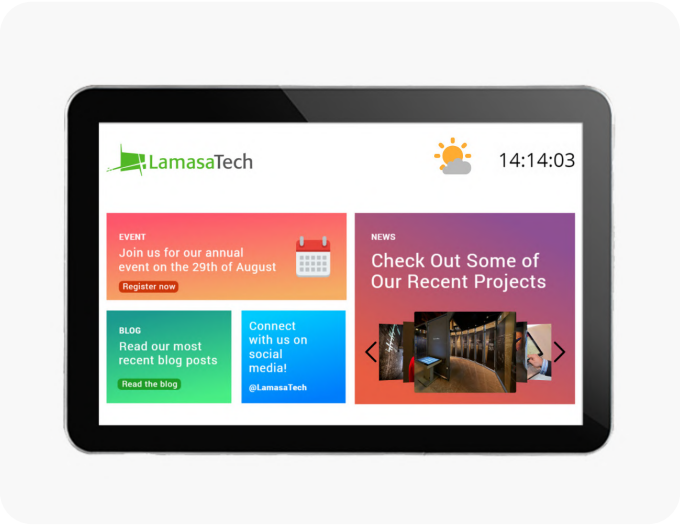 LamasaTech
14:14:03
EVENT
Join us for our annual
event on the 29th of August
Register now
NEWS
Check Out Some of
Our Recent Projects
BLOG
Read our most
recent blog posts
Read the blog
Connect
with us on
social
media!
@LamasaTech